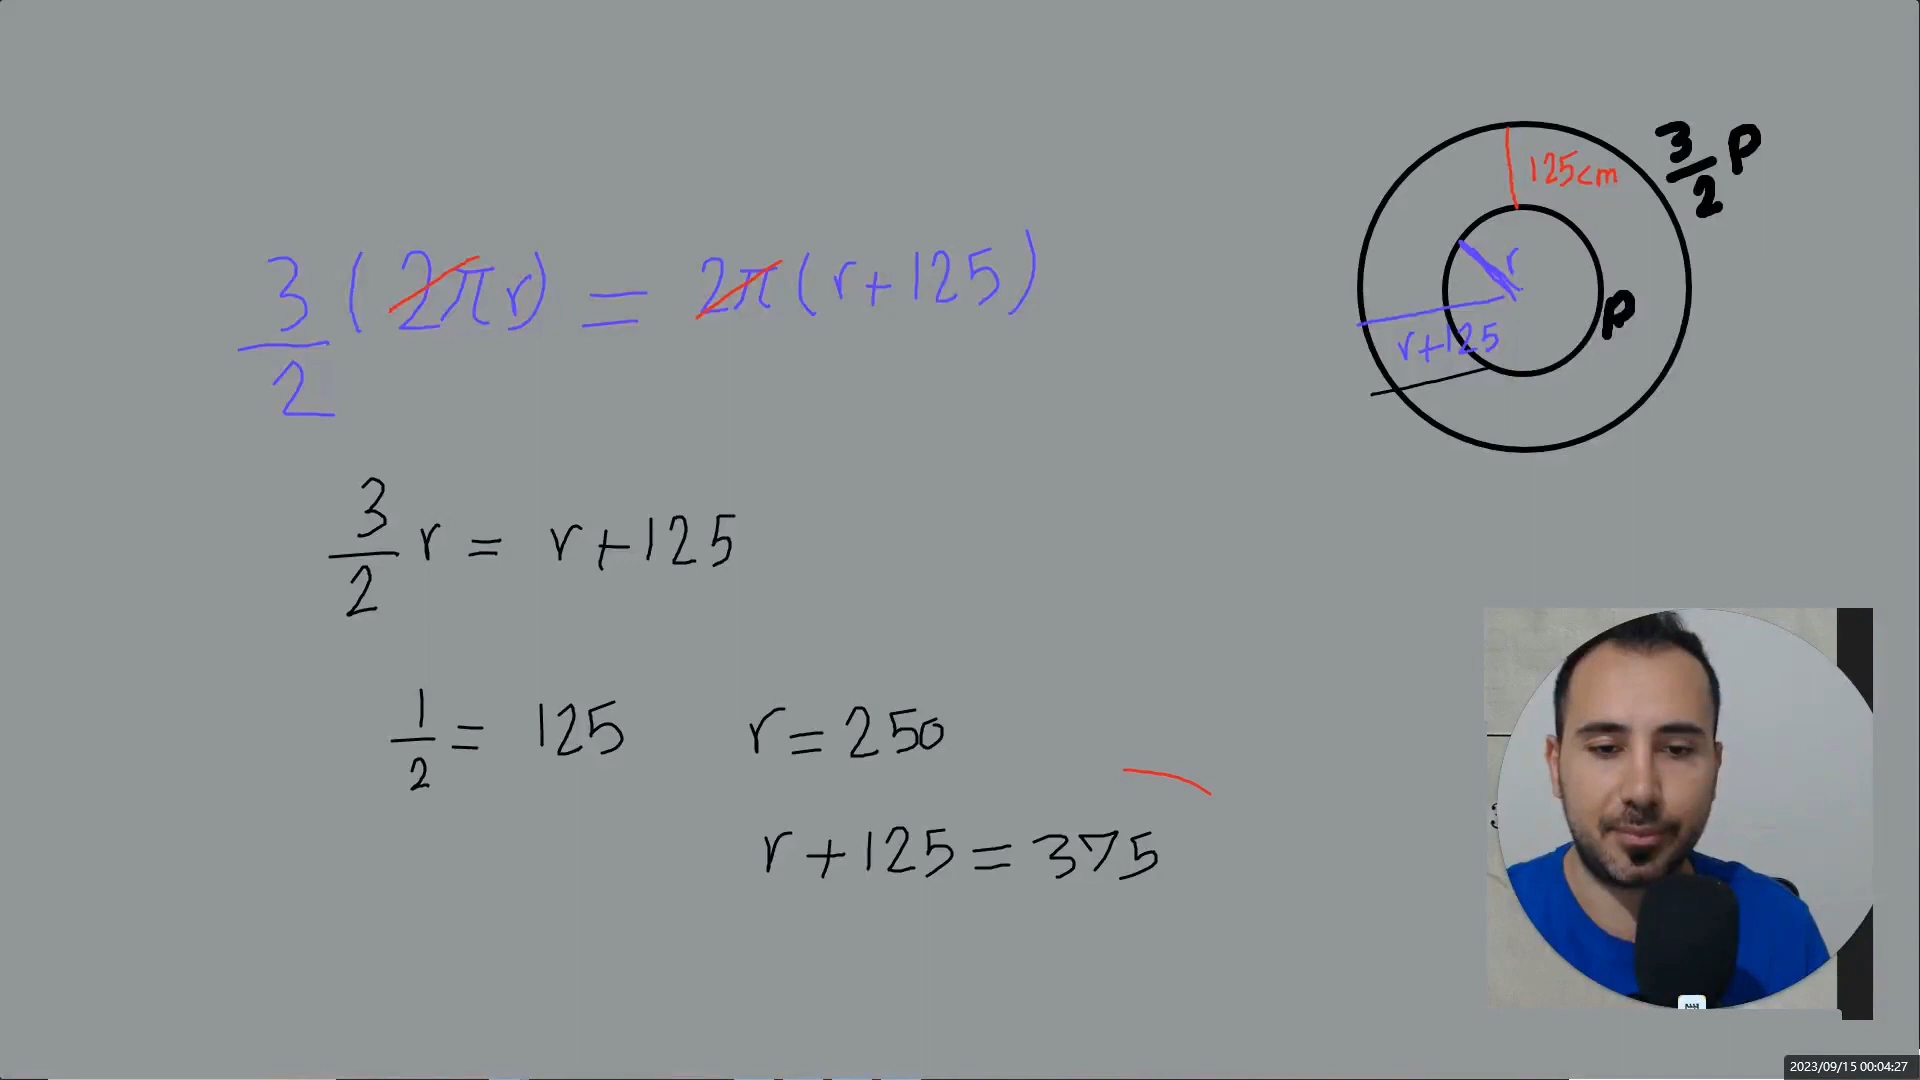 3/2 (2πr) = 2π(r+125)
3/2 r = r+125
1/2 = 125 r = 250
r+125 = 375
125cm
3/2 P
r
P
r+125
2023/09/15 00:04:27